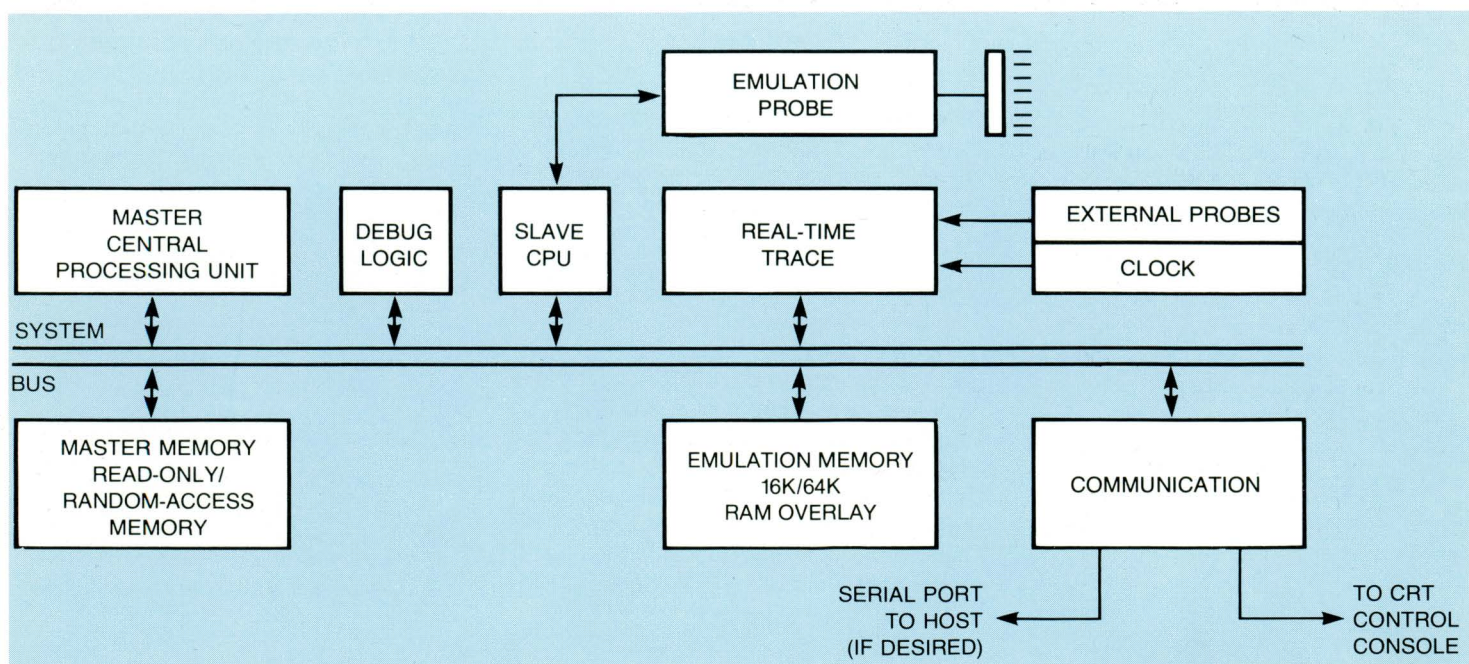 EMULATION
PROBE
MASTER
CENTRAL
PROCESSING UNIT
DEBUG
LOGIC
SLAVE
CPU
REAL-TIME
TRACE
EXTERNAL PROBES
CLOCK
SYSTEM
BUS
MASTER MEMORY
READ-ONLY/
RANDOM-ACCESS
MEMORY
EMULATION MEMORY
16K/64K
RAM OVERLAY
COMMUNICATION
SERIAL PORT
TO HOST
(IF DESIRED)
TO CRT
CONTROL
CONSOLE